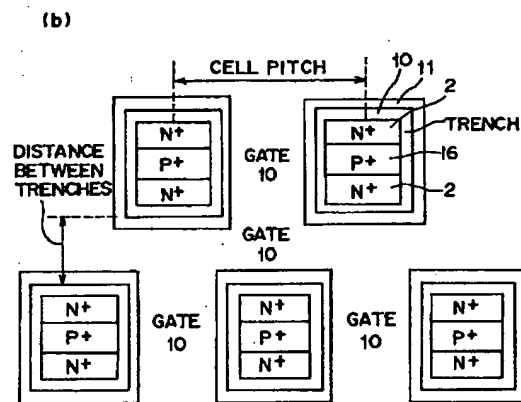 (b)
CELL PITCH
10 11
2
N+
P+
N+
GATE
10
N+
P+
N+
TRENCH
16
2
DISTANCE
BETWEEN
TRENCHES
GATE
10
N+
P+
N+
GATE
10
N+
P+
N+
GATE
10
N+
P+
N+